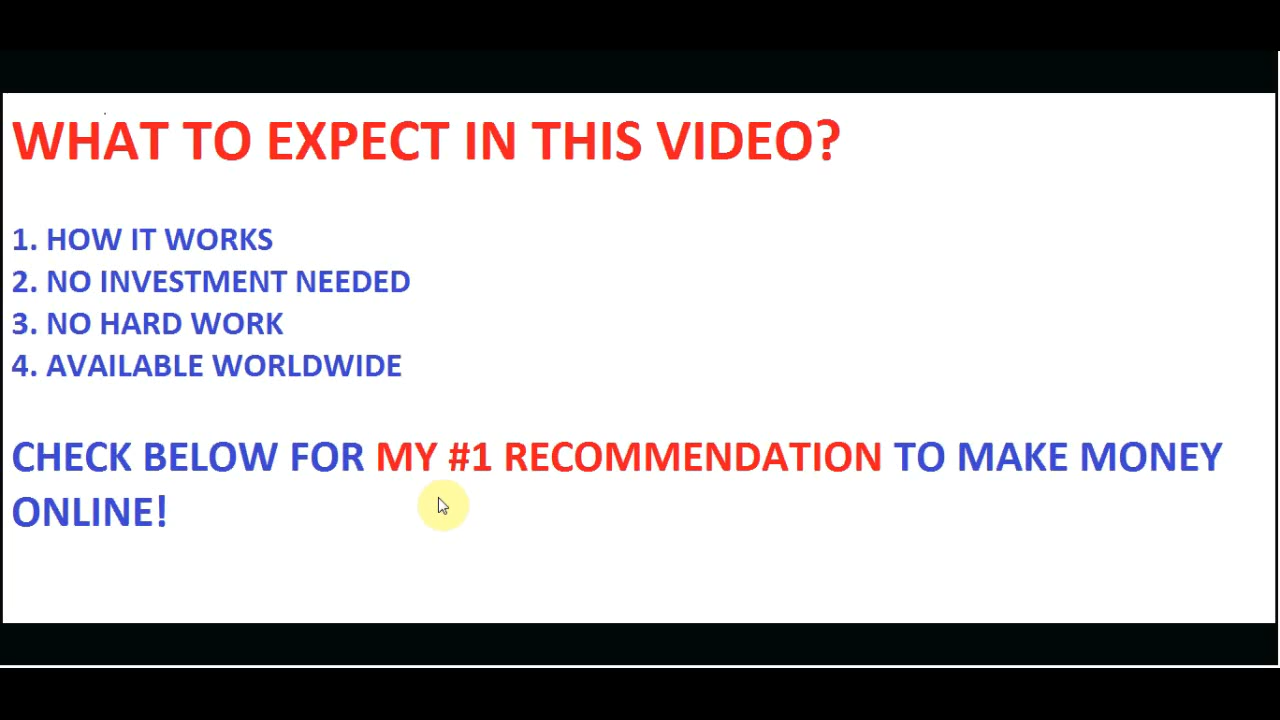 WHAT TO EXPECT IN THIS VIDEO?
1. HOW IT WORKS
2. NO INVESTMENT NEEDED
3. NO HARD WORK
4. AVAILABLE WORLDWIDE
CHECK BELOW FOR MY #1 RECOMMENDATION TO MAKE MONEY
ONLINE!